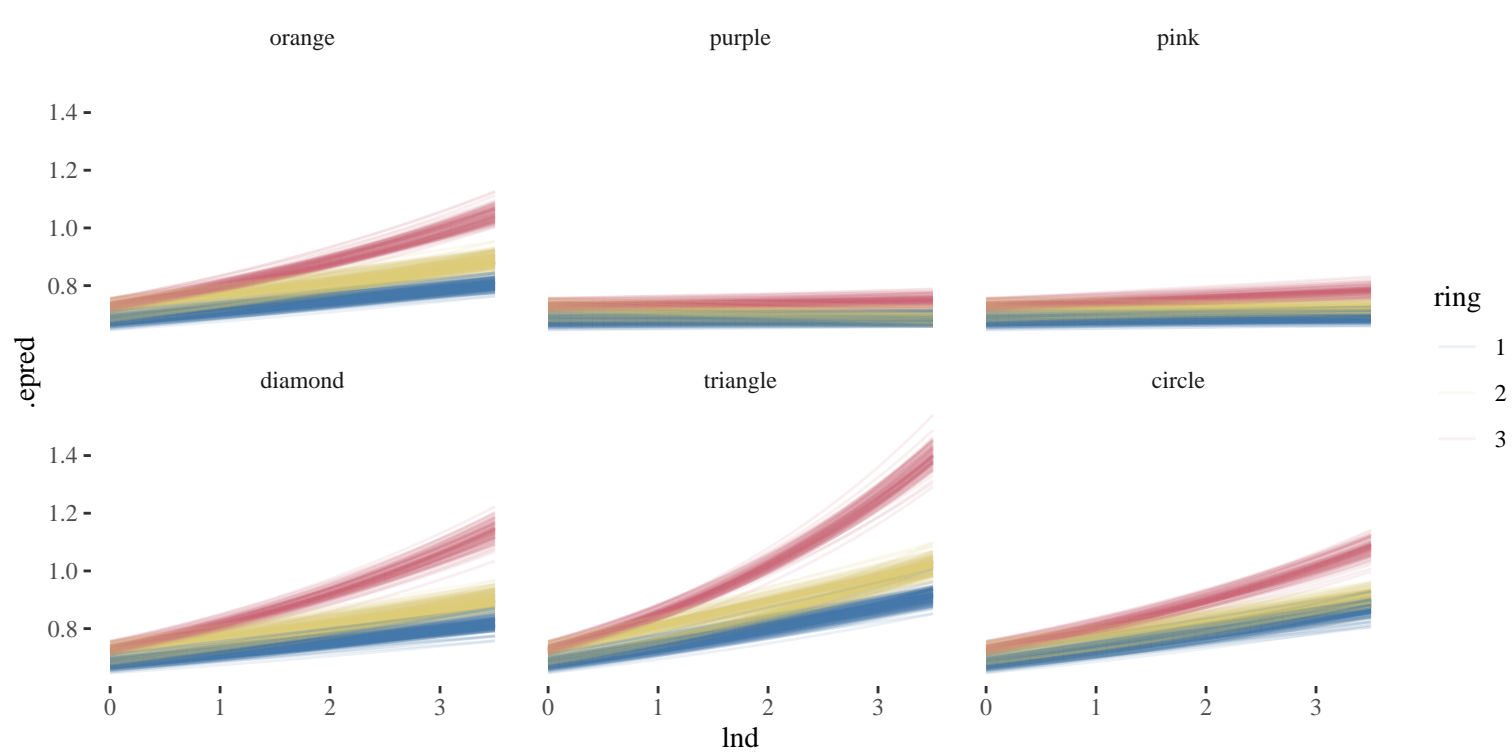 orange purple pink
1.4
1.2
1.0
0.8
diamond triangle circle
1.4
1.2
1.0
0.8
0 1 2 3 0 1 2 3 0 1 2 3
lnd
.epred
ring
1
2
3